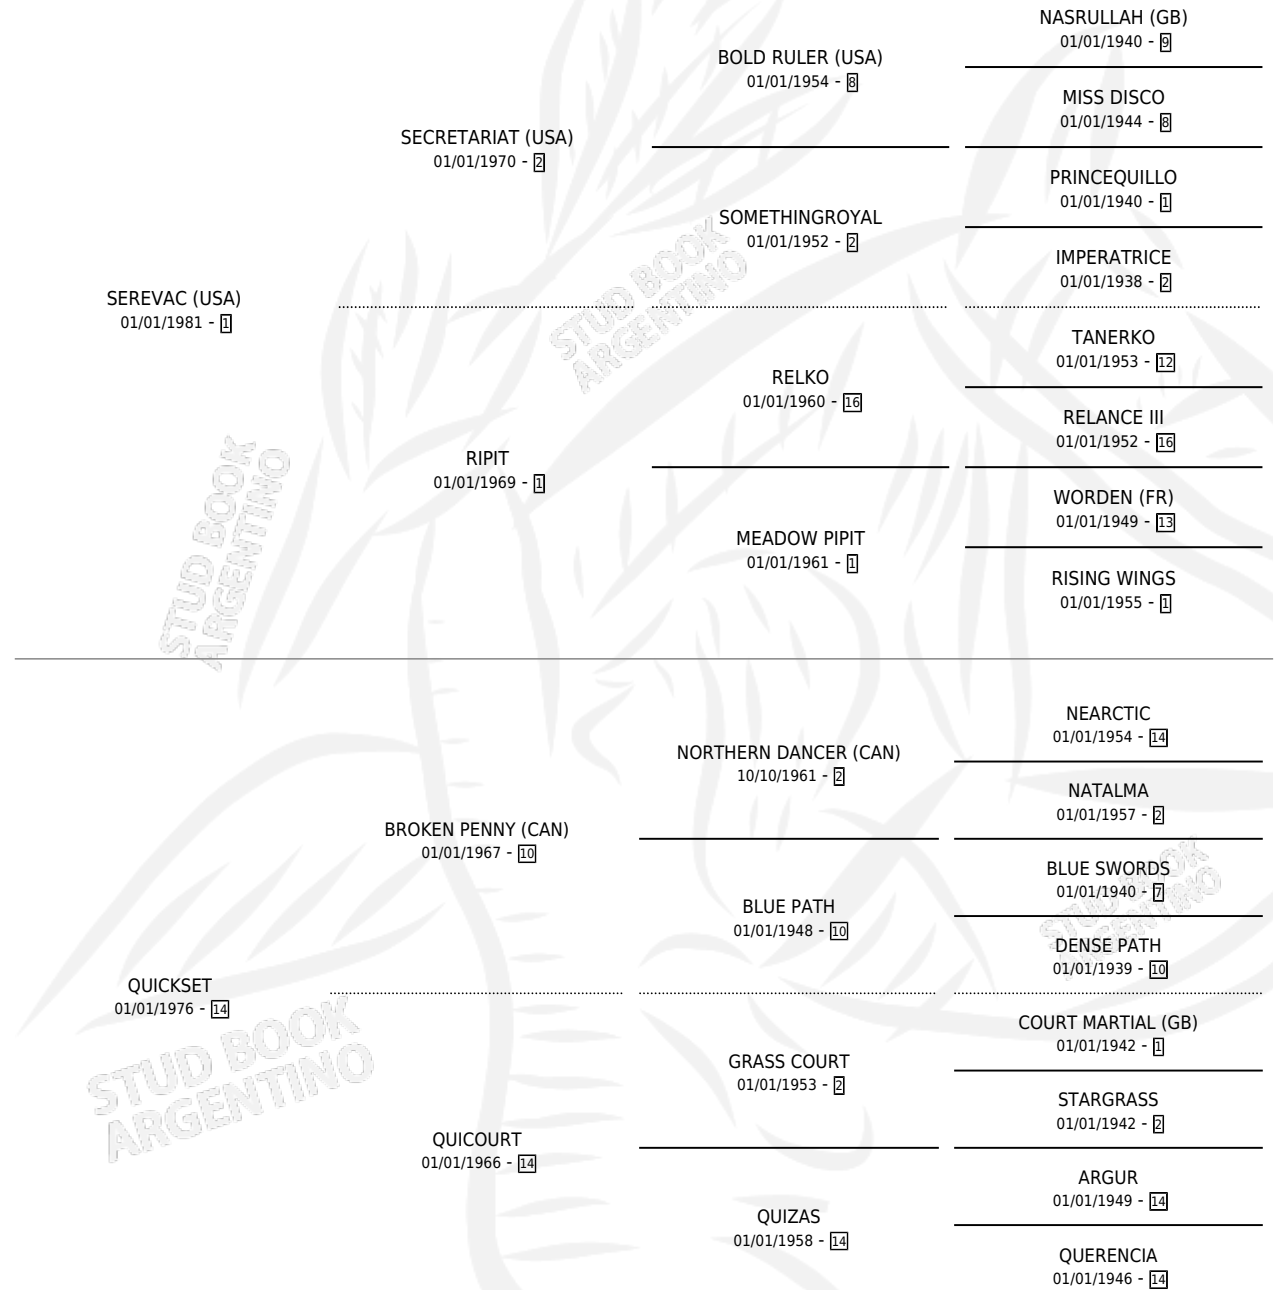 NASRULLAH (GB)
01/01/1940 - 9
BOLD RULER (USA)
01/01/1954 - 8
MISS DISCO
01/01/1944 - 8
SECRETARIAT (USA)
01/01/1970 - 2
PRINCEQUILLO
01/01/1940 - 1
SOMETHINGROYAL
01/01/1952 - 2
IMPERATRICE
01/01/1938 - 2
SEREVAC (USA)
01/01/1981 - 1
TANERKO
01/01/1953 - 12
RELKO
01/01/1960 - 16
RELANCE III
01/01/1952 - 16
RIPIT
01/01/1969 - 1
WORDEN (FR)
01/01/1949 - 13
MEADOW PIPIT
01/01/1961 - 1
RISING WINGS
01/01/1955 - 1
NEARCTIC
01/01/1954 - 14
NORTHERN DANCER (CAN)
10/10/1961 - 2
NATALMA
01/01/1957 - 2
BROKEN PENNY (CAN)
01/01/1967 - 10
BLUE SWORDS
01/01/1940 - 7
BLUE PATH
01/01/1948 - 10
DENSE PATH
01/01/1939 - 10
QUICKSET
01/01/1976 - 14
COURT MARTIAL (GB)
01/01/1942 - 1
GRASS COURT
01/01/1953 - 2
STARGRASS
01/01/1942 - 2
QUICOURT
01/01/1966 - 14
ARGUR
01/01/1949 - 14
QUIZAS
01/01/1958 - 14
QUERENCIA
01/01/1946 - 14
STUD BOOK
ARGENTINO
STUD BOOK
ARGENTINO
STUD BOOK
ARGENTINO
STUD BOOK
ARGENTINO